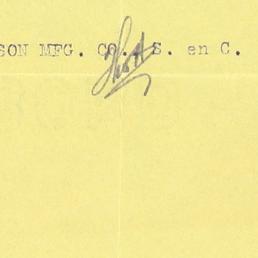 SON MFG. CO. S. en C.